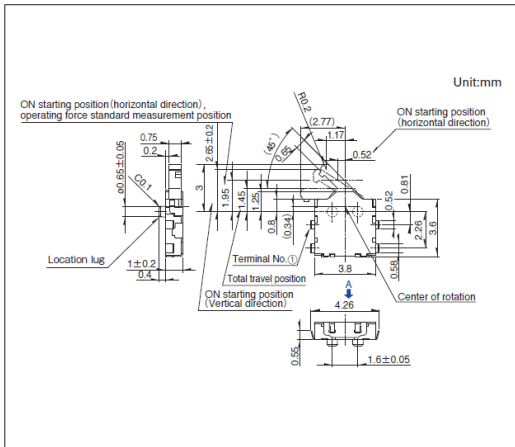 Unit:mm
ON starting position (horizontal direction),
operating force standard measurement position
ON starting position
(horizontal direction)
R0.2
(2.77)
1.17
0.52
(45°)
0.65
0.75
0.2
2.65±0.2
C0.1
ø0.65±0.05
3
1.95
1.45
1.25
0.8
(0.34)
0.52
0.81
2.26
3.6
0.58
Location lug
1±0.2
0.4
Terminal No.①
3.8
Total travel position
ON starting position
(Vertical direction)
A
Center of rotation
4.26
0.55
1.6±0.05